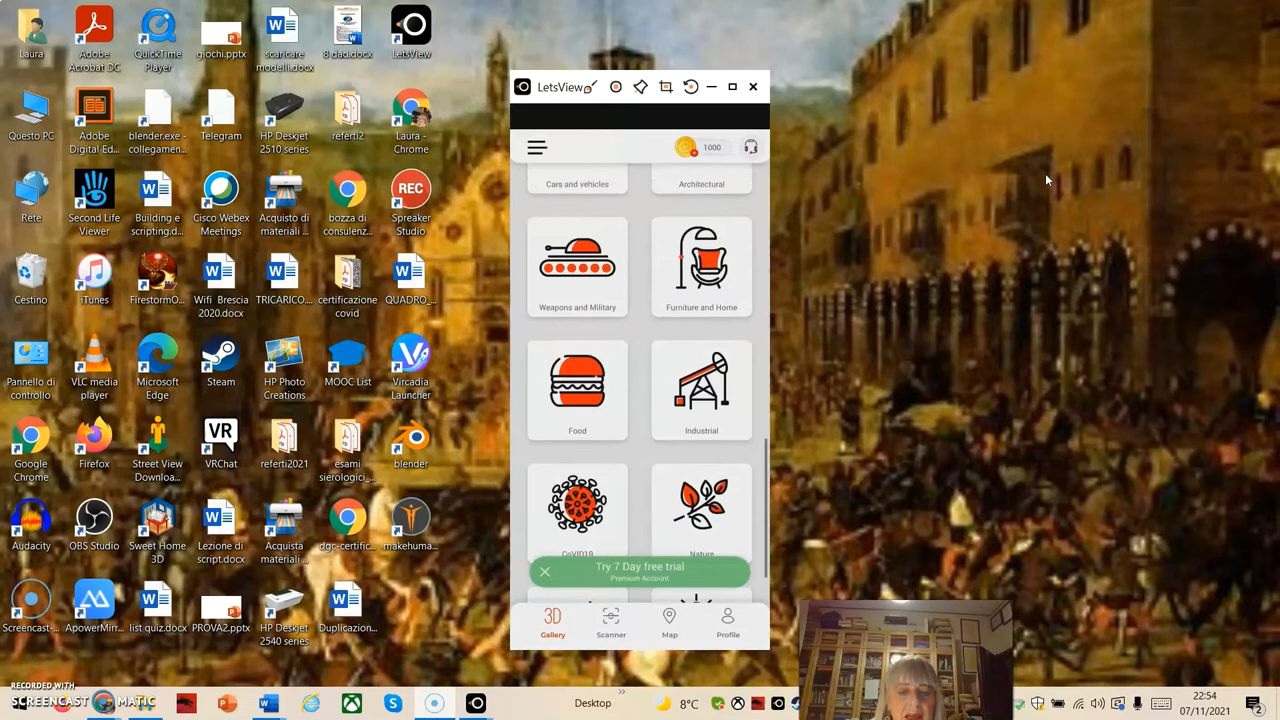 Laura
Adobe
Acrobat DC
QuickTime
Player
giochi.pptx
scaricare
modelli.docx
8.dad.docx
LetsView
Questo PC
Adobe
Digital Ed...
blender.exe -
collegamen...
Telegram
HP Deskjet
2510 series
referti2
Laura -
Chrome
Rete
Second Life
Viewer
Building e
scripting.d...
Cisco Webex
Meetings
Acquisto di
materiali ...
bozza di
consulenz...
REC
Spreaker
Studio
Cestino
iTunes
FirestormO...
Wifi Brescia
2020.docx
TRICARICO....
certificazione
covid
QUADRO_...
Pannello di
controllo
VLC media
player
Microsoft
Edge
Steam
HP Photo
Creations
MOOC List
Vircadia
Launcher
Google
Chrome
Firefox
Street View
Downloa...
VR
VRChat
referti2021
esami
sierologici_...
blender
Audacity
OBS Studio
Sweet Home
3D
Lezione di
script.docx
Acquista
materiali ...
dgc-certific...
makehuma...
Screencast-...
ApowerMirr...
list quiz.docx
PROVA2.pptx
HP Deskjet
2540 series
Duplicazion...
LetsView
1000
Cars and vehicles
Architectural
Weapons and Military
Furniture and Home
Food
Industrial
CoVID19
Nature
Try 7 Day free trial
Premium Account
3D
Gallery
Scanner
Map
Profile
RECORDED WITH
SCREENCAST MATIC
Desktop
8°C
22:54
07/11/2021
2